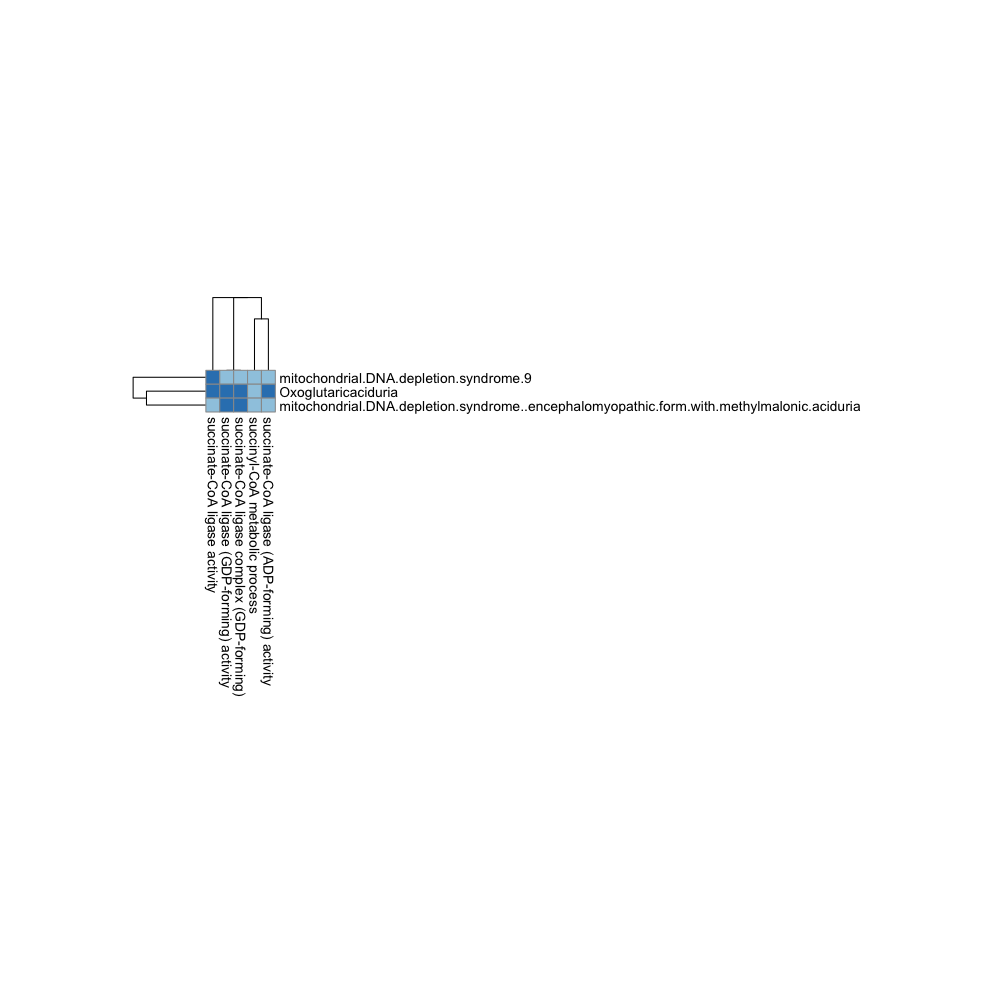 mitochondrial.DNA.depletion.syndrome.9
Oxoglutaricaciduria
mitochondrial.DNA.depletion.syndrome..encephalomyopathic.form.with.methylmalonic.aciduria
succinate-CoA ligase activity
succinate-CoA ligase (GDP-forming) activity
succinate-CoA ligase complex (GDP-forming)
succinyl-CoA metabolic process
succinate-CoA ligase (ADP-forming) activity